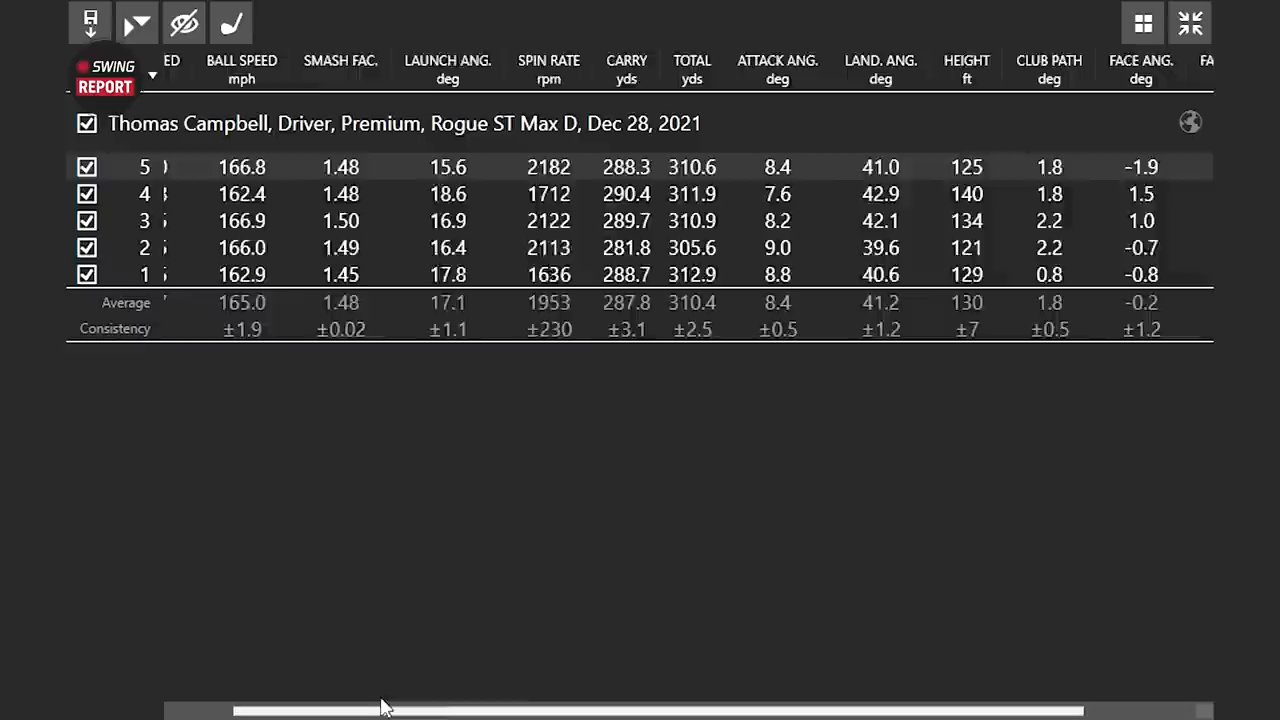 SWING
REPORT
ED BALL SPEED SMASH FAC. LAUNCH ANG. SPIN RATE CARRY TOTAL ATTACK ANG. LAND. ANG. HEIGHT CLUB PATH FACE ANG. FA
mph deg rpm yds yds deg deg ft deg deg
Thomas Campbell, Driver, Premium, Rogue ST Max D, Dec 28, 2021
5 166.8 1.48 15.6 2182 288.3 310.6 8.4 41.0 125 1.8 -1.9
4 162.4 1.48 18.6 1712 290.4 311.9 7.6 42.9 140 1.8 1.5
3 166.9 1.50 16.9 2122 289.7 310.9 8.2 42.1 134 2.2 1.0
2 166.0 1.49 16.4 2113 281.8 305.6 9.0 39.6 121 2.2 -0.7
1 162.9 1.45 17.8 1636 288.7 312.9 8.8 40.6 129 0.8 -0.8
Average 165.0 1.48 17.1 1953 287.8 310.4 8.4 41.2 130 1.8 -0.2
Consistency ±1.9 ±0.02 ±1.1 ±230 ±3.1 ±2.5 ±0.5 ±1.2 ±7 ±0.5 ±1.2